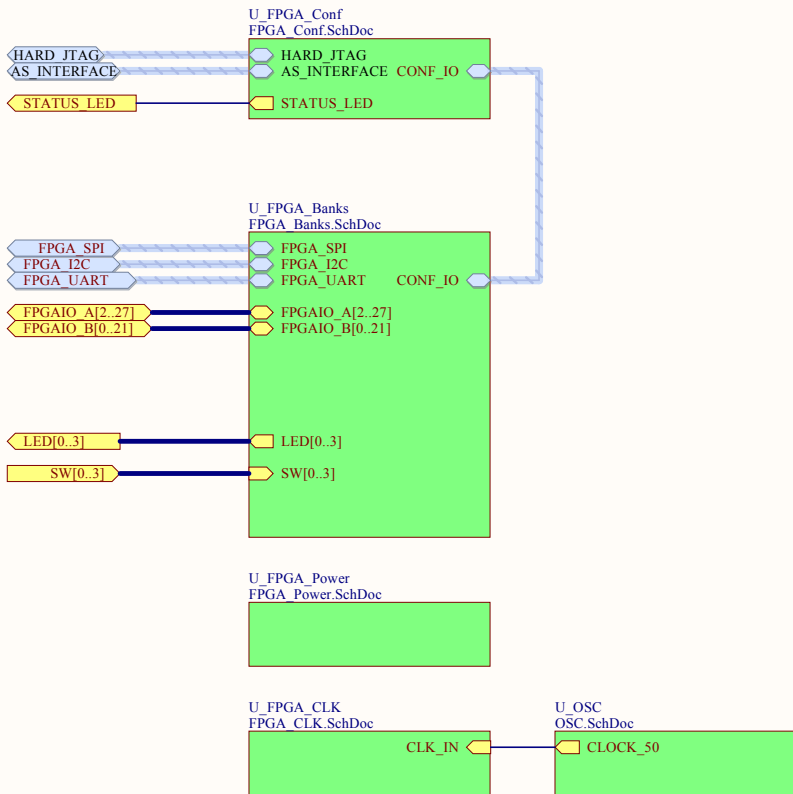 U_FPGA_Conf
FPGA_Conf.SchDoc
HARD_JTAG HARD_JTAG
AS_INTERFACE AS_INTERFACE CONF_IO
STATUS_LED STATUS_LED
U_FPGA_Banks
FPGA_Banks.SchDoc
FPGA_SPI FPGA_SPI
FPGA_I2C FPGA_I2C
FPGA_UART FPGA_UART CONF_IO
FPGAIO_A[2..27] FPGAIO_A[2..27]
FPGAIO_B[0..21] FPGAIO_B[0..21]
LED[0..3] LED[0..3]
SW[0..3] SW[0..3]
U_FPGA_Power
FPGA_Power.SchDoc
U_FPGA_CLK U_OSC
FPGA_CLK.SchDoc OSC.SchDoc
CLK_IN CLOCK_50